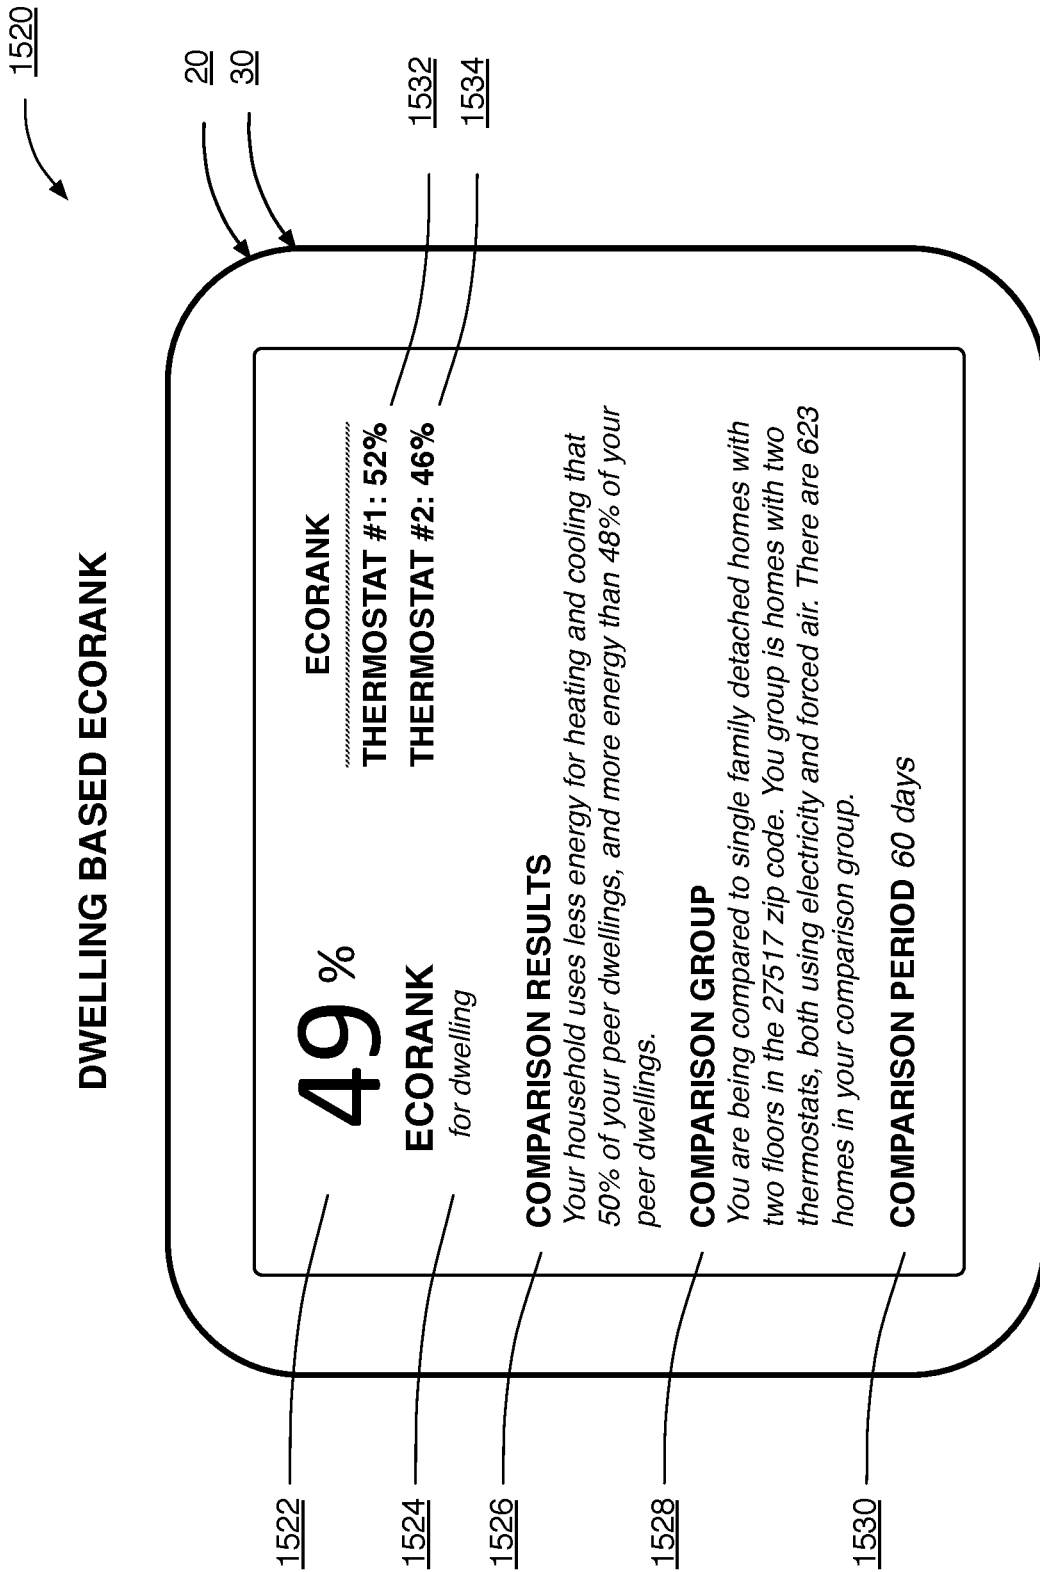 1520
DWELLING BASED ECORANK
20
30
1522
49 %
ECORANK
1532
THERMOSTAT #1: 52%
1534
THERMOSTAT #2: 46%
1524
ECORANK
for dwelling
1526
COMPARISON RESULTS
Your household uses less energy for heating and cooling that
50% of your peer dwellings, and more energy than 48% of your
peer dwellings.
1528
COMPARISON GROUP
You are being compared to single family detached homes with
two floors in the 27517 zip code. You group is homes with two
thermostats, both using electricity and forced air. There are 623
homes in your comparison group.
1530
COMPARISON PERIOD 60 days